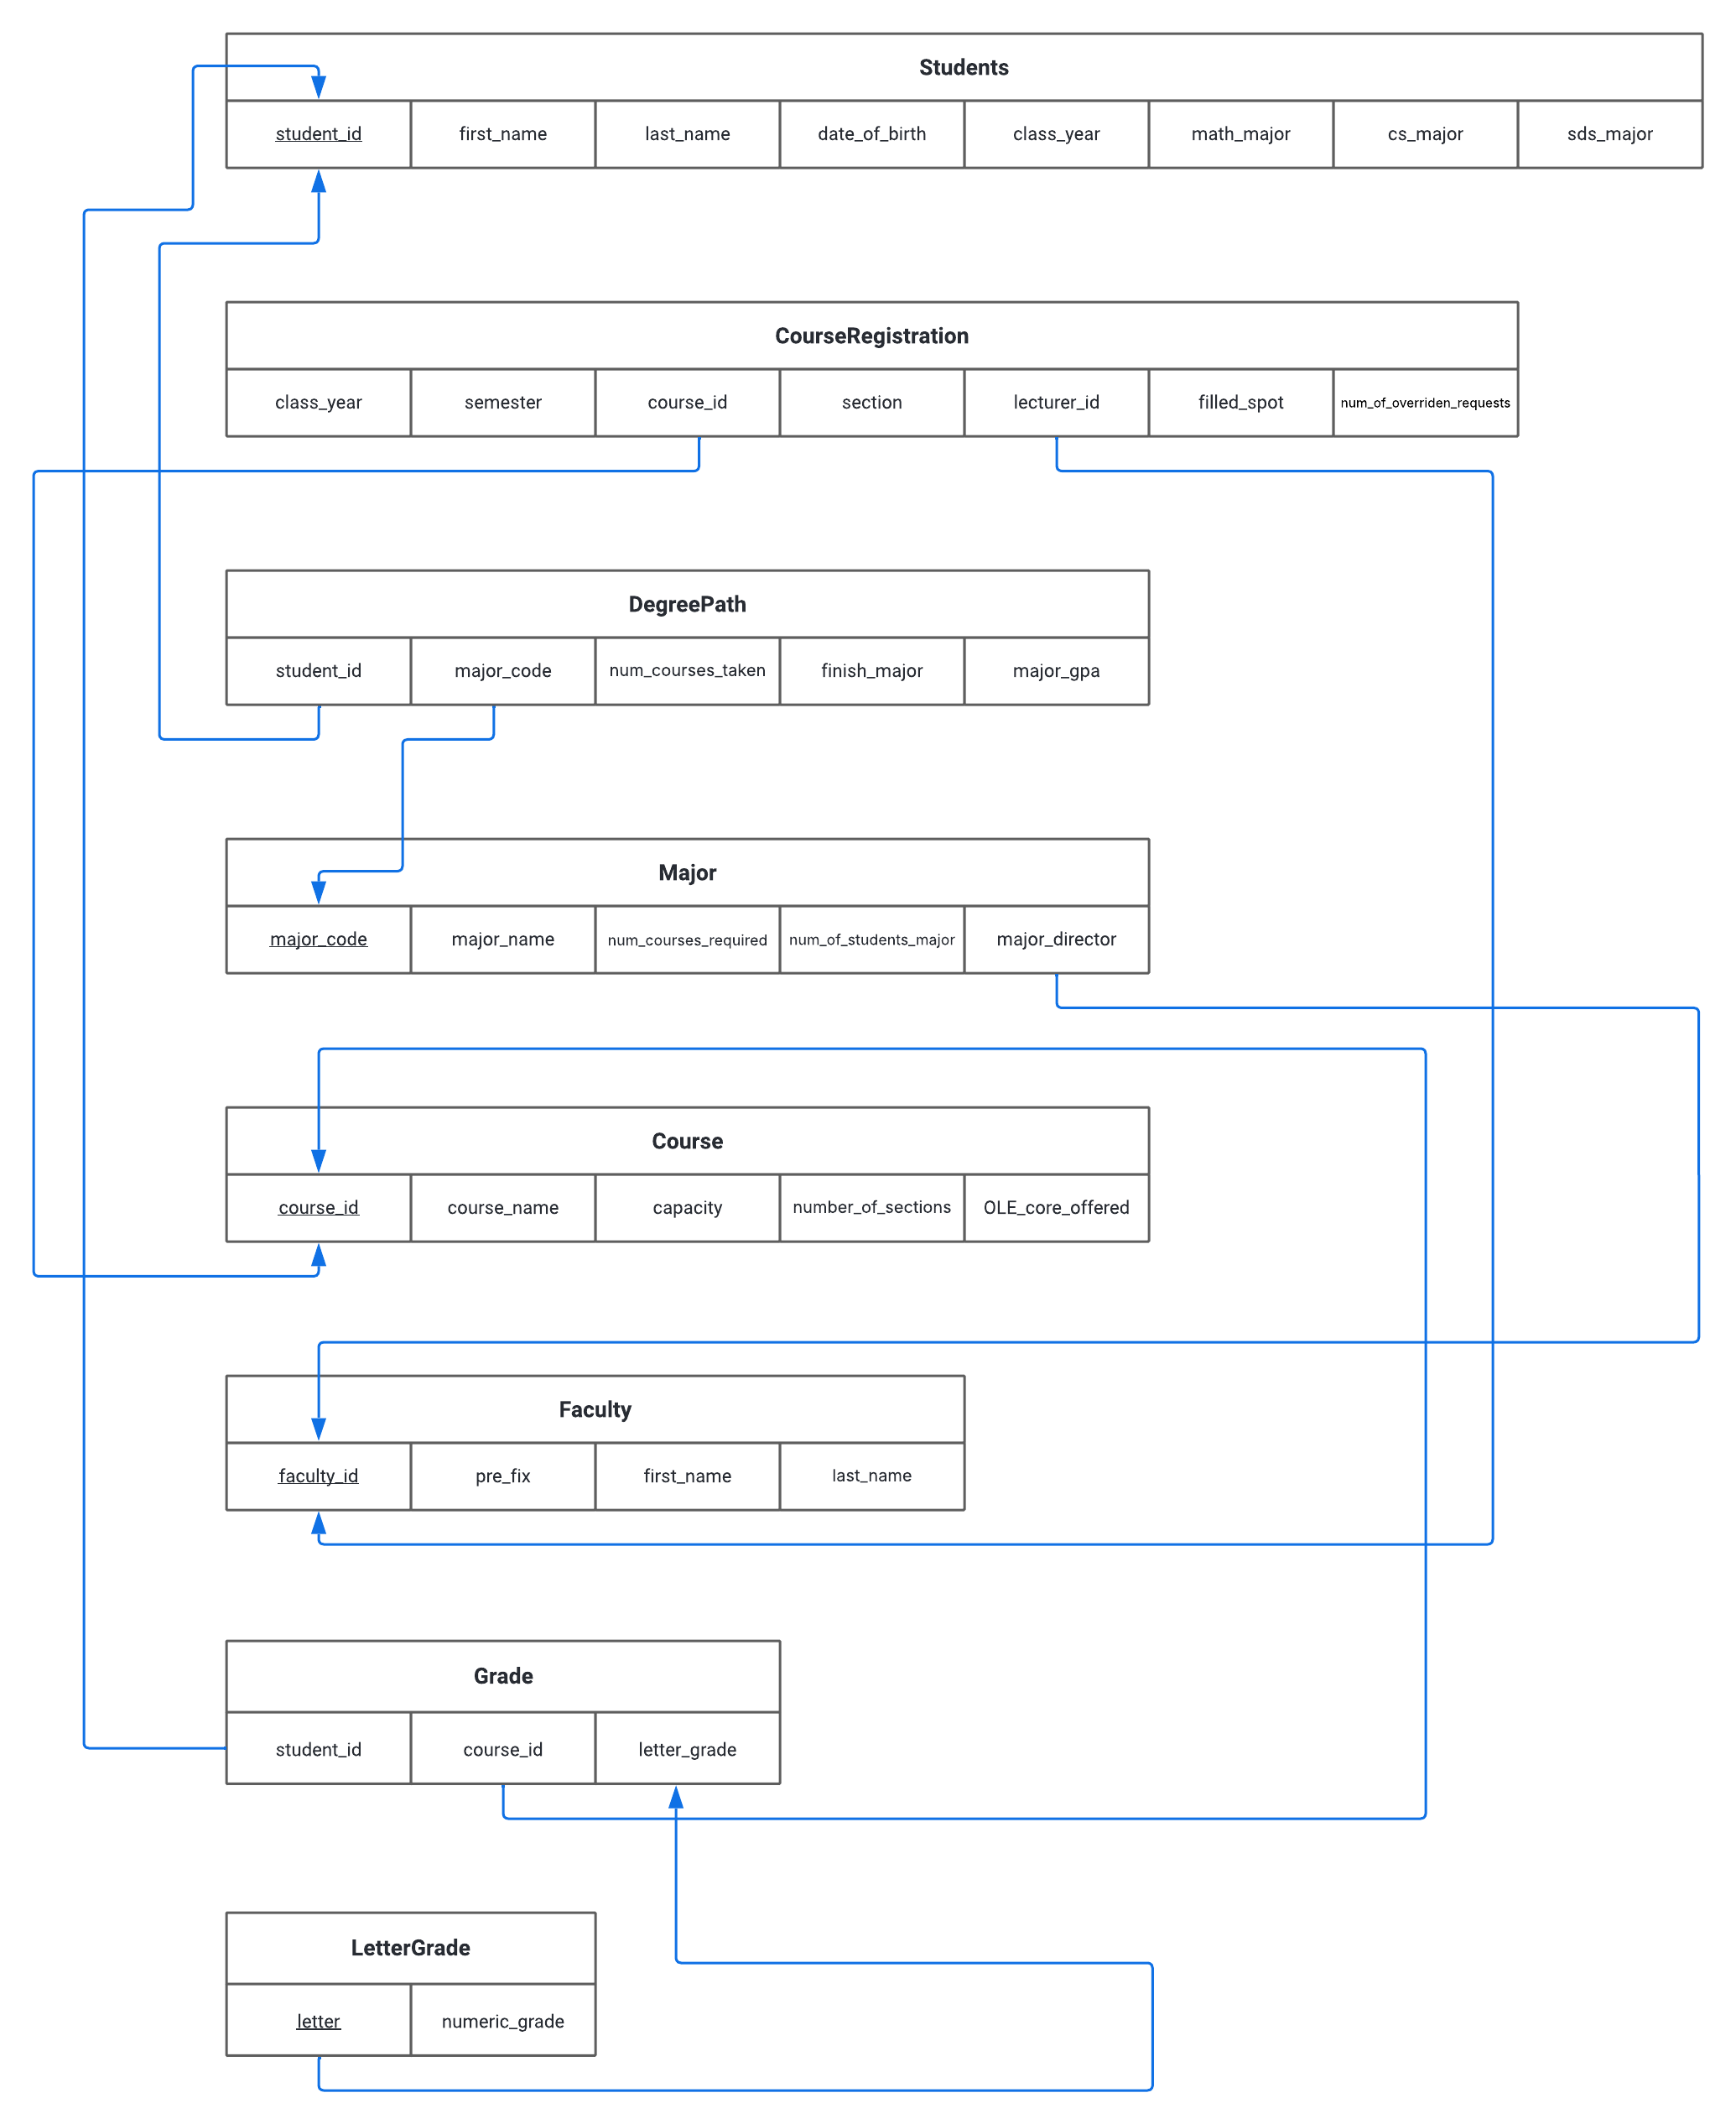 Students
student_id first_name last_name date_of_birth class_year math_major cs_major sds_major
CourseRegistration
class_year semester course_id section lecturer_id filled_spot num_of_overriden_requests
DegreePath
student_id major_code num_courses_taken finish_major major_gpa
Major
major_code major_name num_courses_required num_of_students_major major_director
Course
course_id course_name capacity number_of_sections OLE_core_offered
Faculty
faculty_id pre_fix first_name last_name
Grade
student_id course_id letter_grade
LetterGrade
letter numeric_grade